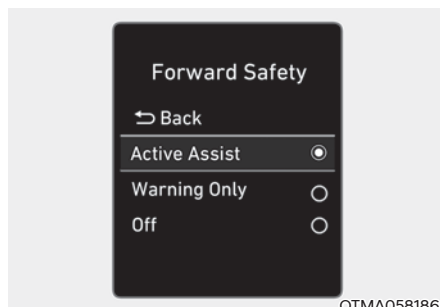 Forward Safety
Back
Active Assist
Warning Only
Off
OTMA058186